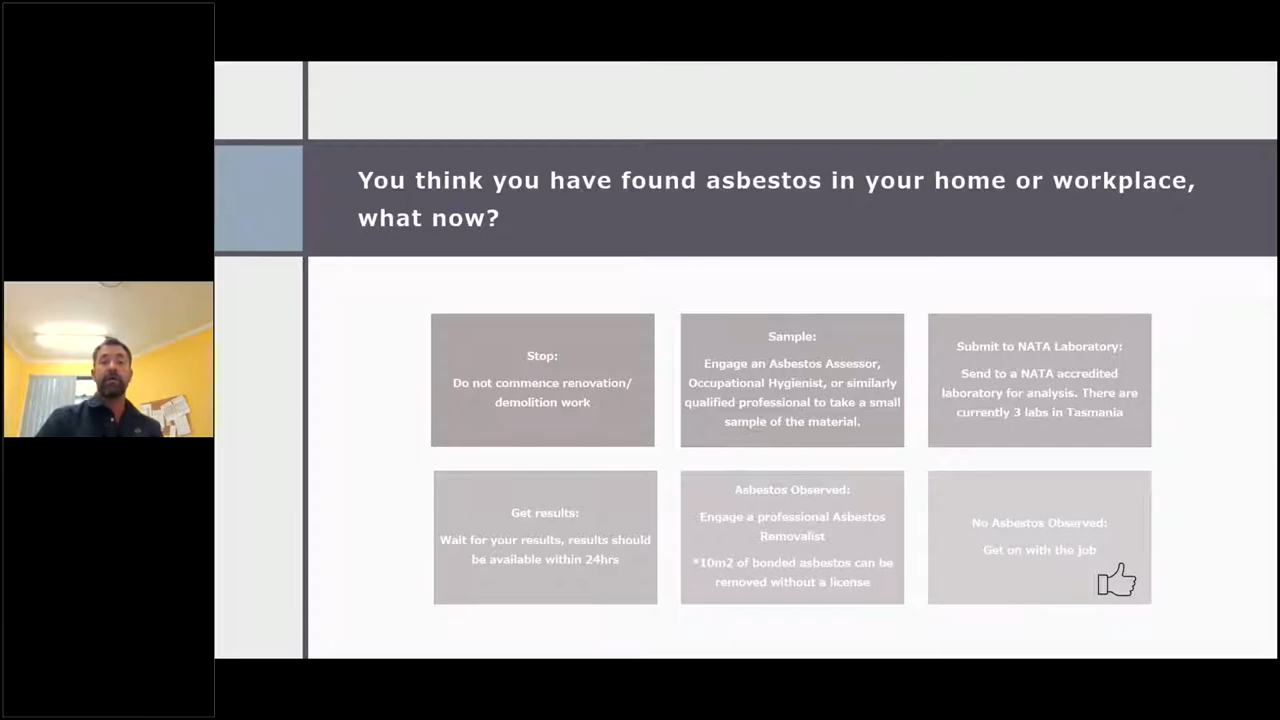 You think you have found asbestos in your home or workplace,
what now?
Stop:
Do not commence renovation/
demolition work
Sample:
Engage an Asbestos Assessor,
Occupational Hygienist, or similarly
qualified professional to take a small
sample of the material.
Submit to NATA Laboratory:
Send to a NATA accredited
laboratory for analysis. There are
currently 3 labs in Tasmania
Get results:
Wait for your results, results should
be available within 24hrs
Asbestos Observed:
Engage a professional Asbestos
Removalist
*10m2 of bonded asbestos can be
removed without a license
No Asbestos Observed:
Get on with the job